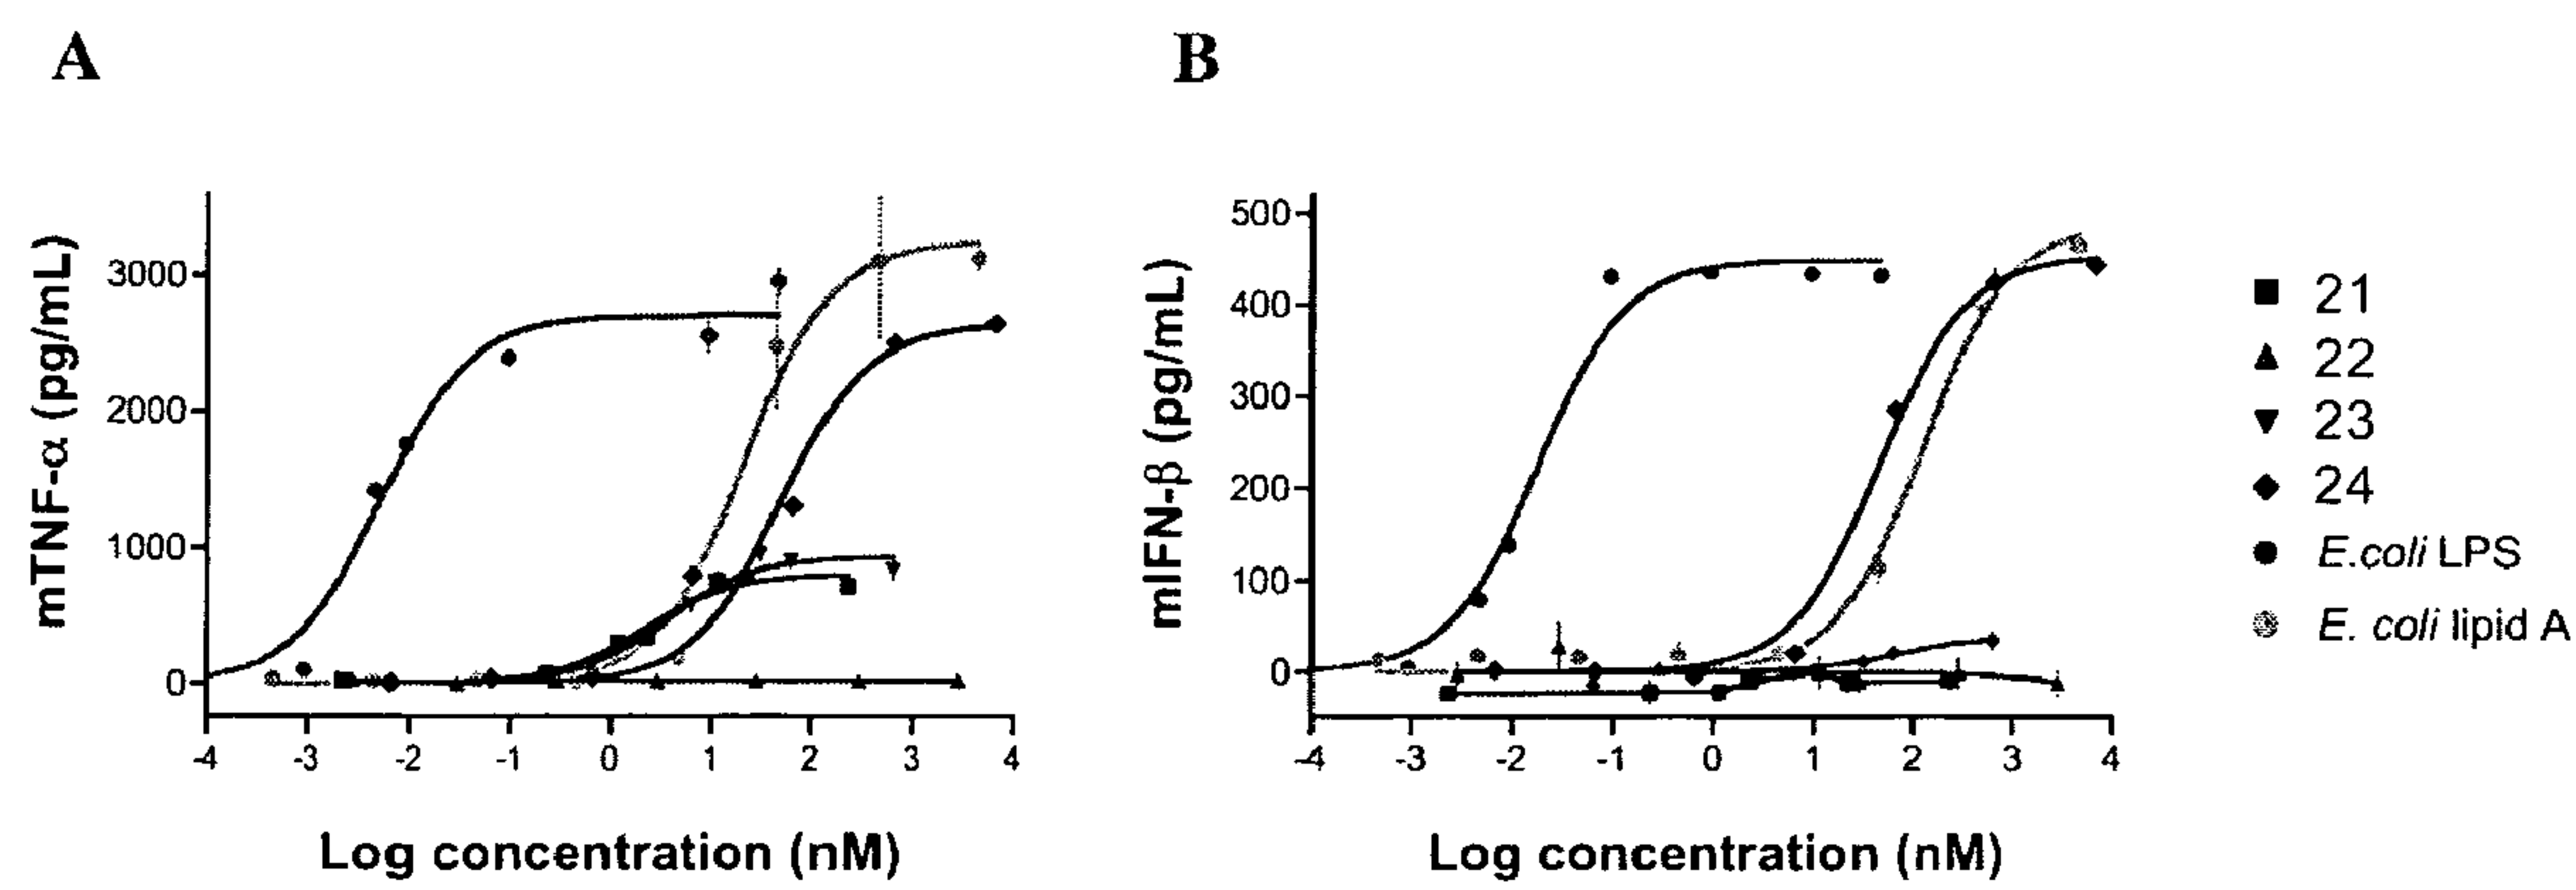 A
B
mTNF-α (pg/mL)
3000
2000
1000
0
-4 -3 -2 -1 0 1 2 3 4
Log concentration (nM)
mIFN-β (pg/mL)
500
400
300
200
100
0
-4 -3 -2 -1 0 1 2 3 4
Log concentration (nM)
21
22
23
24
E.coli LPS
E. coli lipid A